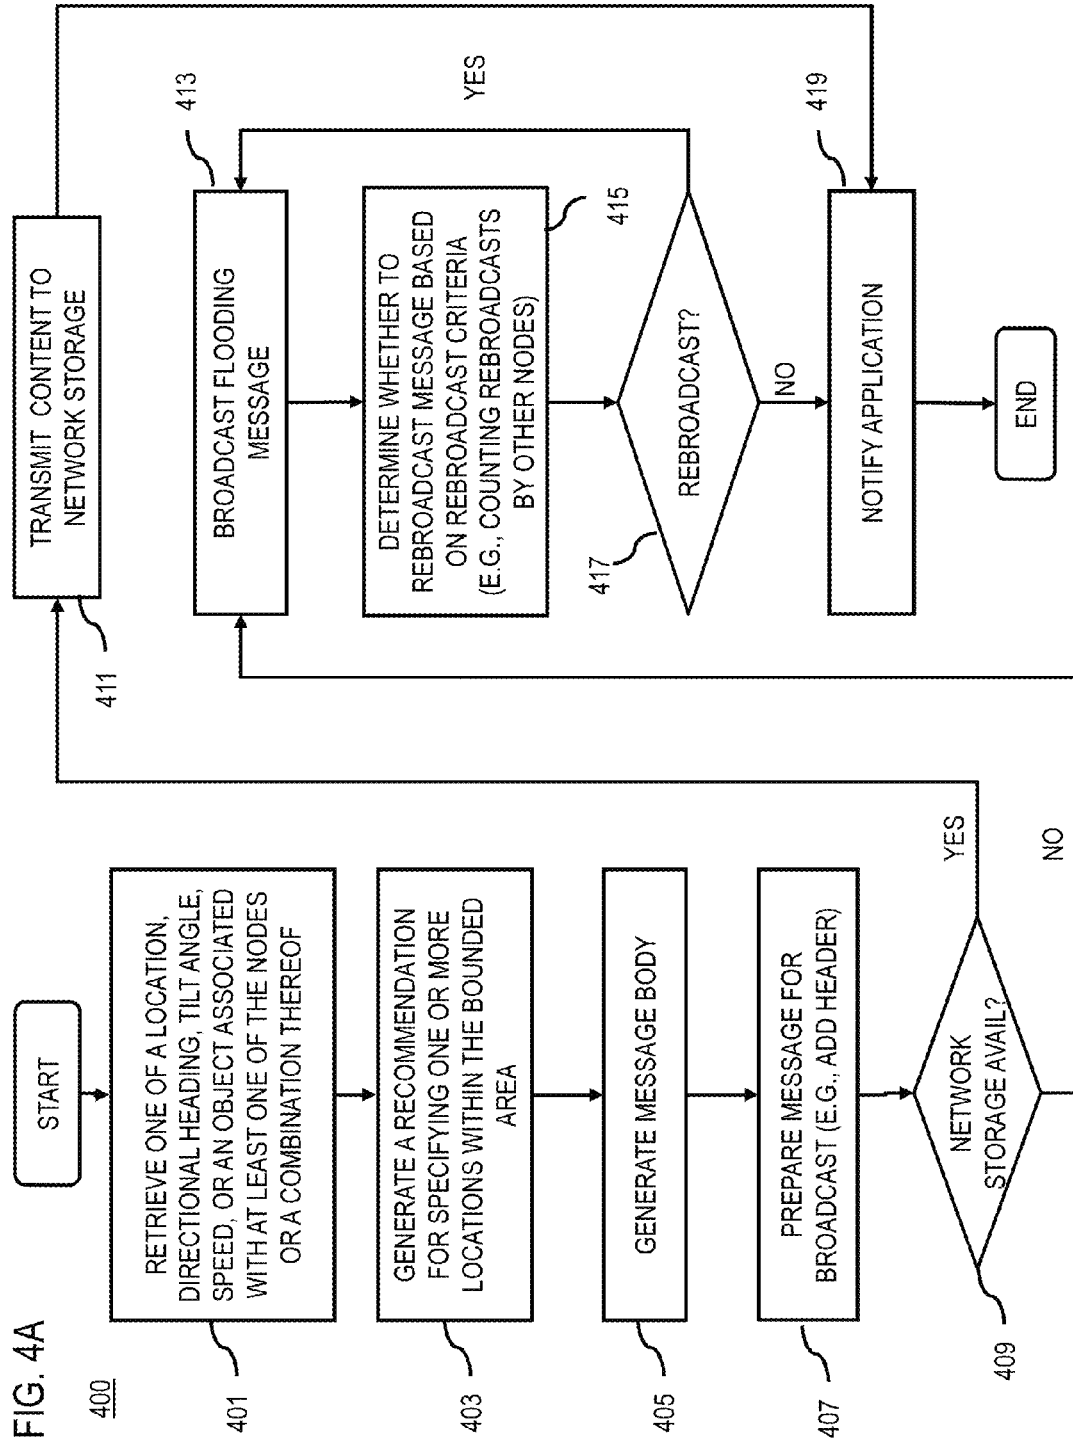 FIG. 4A
400
START
RETRIEVE ONE OF A LOCATION,
DIRECTIONAL HEADING, TILT ANGLE,
SPEED, OR AN OBJECT ASSOCIATED
WITH AT LEAST ONE OF THE NODES
OR A COMBINATION THEREOF
401
GENERATE A RECOMMENDATION
FOR SPECIFYING ONE OR MORE
LOCATIONS WITHIN THE BOUNDED
AREA
403
GENERATE MESSAGE BODY
405
PREPARE MESSAGE FOR
BROADCAST (E.G., ADD HEADER)
407
NETWORK
STORAGE AVAIL?
409
YES
NO
TRANSMIT CONTENT TO
NETWORK STORAGE
411
BROADCAST FLOODING
MESSAGE
413
DETERMINE WHETHER TO
REBROADCAST MESSAGE BASED
ON REBROADCAST CRITERIA
(E.G., COUNTING REBROADCASTS
BY OTHER NODES)
415
REBROADCAST?
417
YES
NO
NOTIFY APPLICATION
419
END